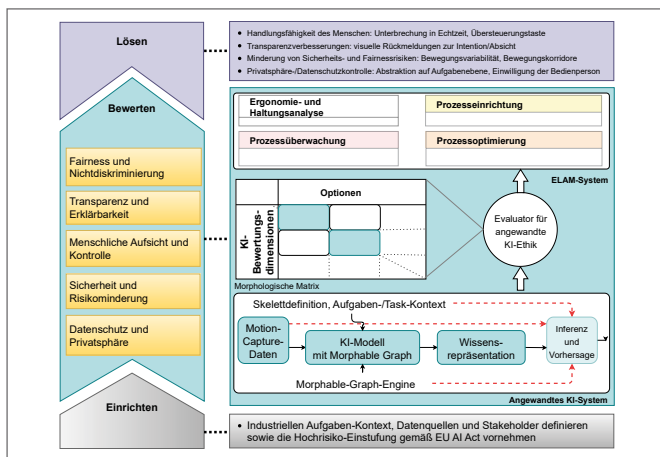 Lösen
• Handlungsfähigkeit des Menschen: Unterbrechung in Echtzeit, Übersteuerungstaste
• Transparenzverbesserungen: visuelle Rückmeldungen zur Intention/Absicht
• Minderung von Sicherheits- und Fairnessrisiken: Bewegungsvariabilität, Bewegungskorridore
• Privatsphäre-/Datenschutzkontrolle: Abstraktion auf Aufgabenebene, Einwilligung der Bedienperson
Bewerten
Fairness und
Nichtdiskriminierung
Transparenz und
Erklärbarkeit
Menschliche Aufsicht und
Kontrolle
Sicherheit und
Risikominderung
Datenschutz und
Privatsphäre
Ergonomie- und
Haltungsanalyse
Prozesseinrichtung
Prozessüberwachung
Prozessoptimierung
ELAM-System
Optionen
KI-
Bewertungs-
dimensionen
Morphologische Matrix
Evaluator für
angewandte
KI-Ethik
Skelettdefinition, Aufgaben-/Task-Kontext
Motion-
Capture-
Daten
KI-Modell
mit Morphable Graph
Wissens-
repräsentation
Inferenz
und
Vorhersage
Morphable-Graph-Engine
Angewandtes KI-System
Einrichten
• Industriellen Aufgaben-Kontext, Datenquellen und Stakeholder definieren
sowie die Hochrisiko-Einstufung gemäß EU AI Act vornehmen